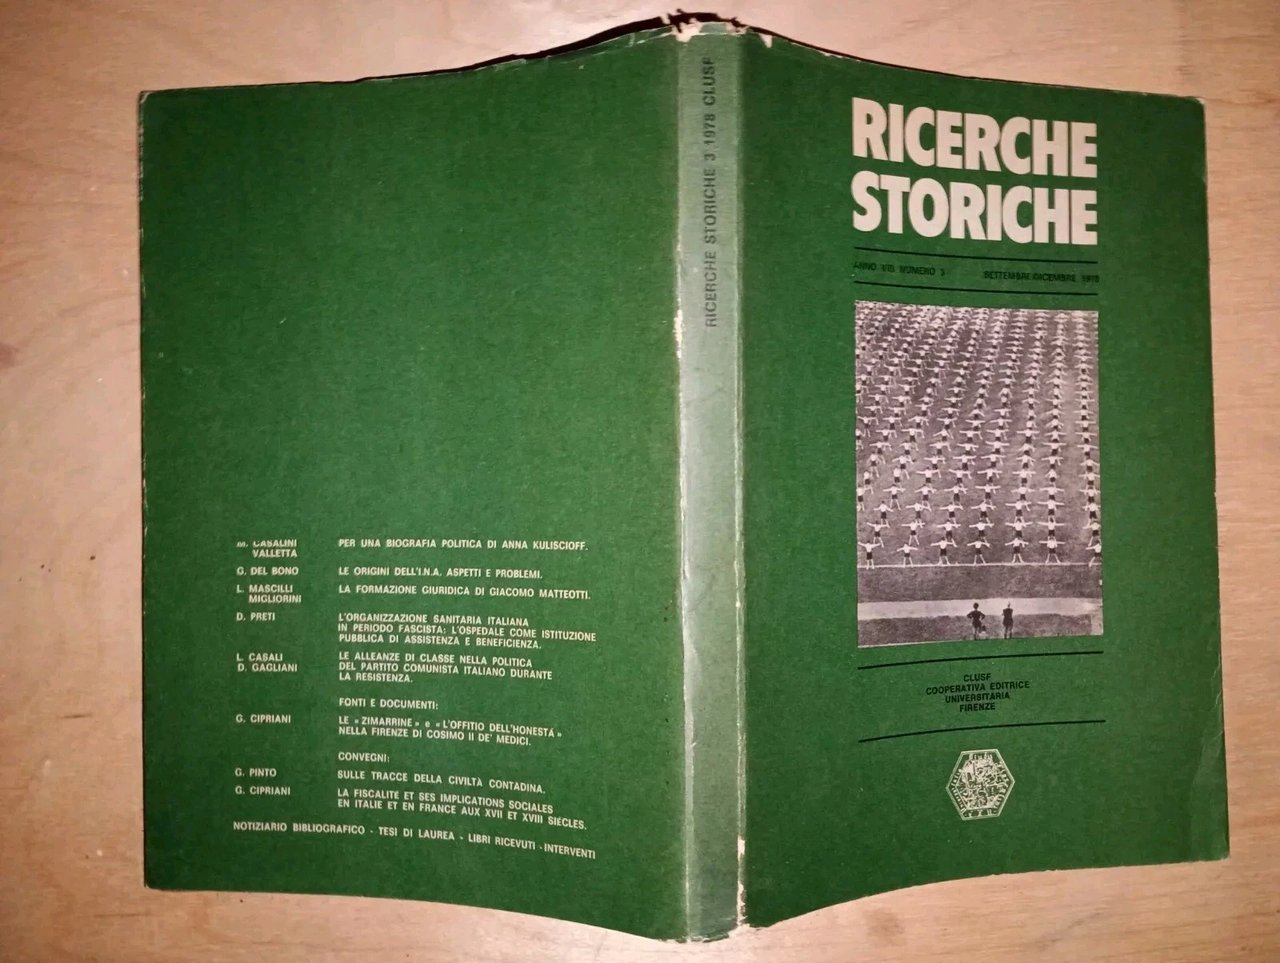 M. CASALINI
VALLETTA
PER UNA BIOGRAFIA POLITICA DI ANNA KULISCIOFF.
G. DEL BONO
LE ORIGINI DELL'I.N.A. ASPETTI E PROBLEMI.
L. MASCILLI
MIGLIORINI
LA FORMAZIONE GIURIDICA DI GIACOMO MATTEOTTI.
D. PRETI
L'ORGANIZZAZIONE SANITARIA ITALIANA
IN PERIODO FASCISTA: L'OSPEDALE COME ISTITUZIONE
PUBBLICA DI ASSISTENZA E BENEFICIENZA.
L. CASALI
D. GAGLIANI
LE ALLEANZE DI CLASSE NELLA POLITICA
DEL PARTITO COMUNISTA ITALIANO DURANTE
LA RESISTENZA.
FONTI E DOCUMENTI:
G. CIPRIANI
LE «ZIMARRINE» e «L'OFFITIO DELL'HONESTÀ»
NELLA FIRENZE DI COSIMO II DE' MEDICI.
CONVEGNI:
G. PINTO
SULLE TRACCE DELLA CIVILTÀ CONTADINA.
G. CIPRIANI
LA FISCALITÉ ET SES IMPLICATIONS SOCIALES
EN ITALIE ET EN FRANCE AUX XVII ET XVIII SIÈCLES.
NOTIZIARIO BIBLIOGRAFICO - TESI DI LAUREA - LIBRI RICEVUTI - INTERVENTI
RICERCHE STORICHE 3 1978 CLUSF
RICERCHE
STORICHE
ANNO VIII NUMERO 3 SETTEMBRE/DICEMBRE 1978
CLUSF
COOPERATIVA EDITRICE
UNIVERSITARIA
FIRENZE